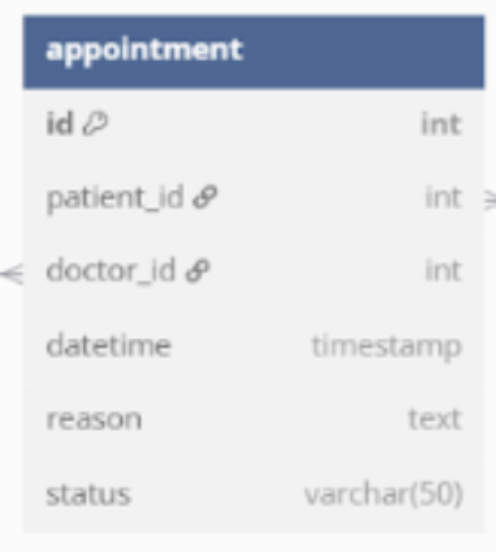 appointment
id int
patient_id int
doctor_id int
datetime timestamp
reason text
status varchar(50)